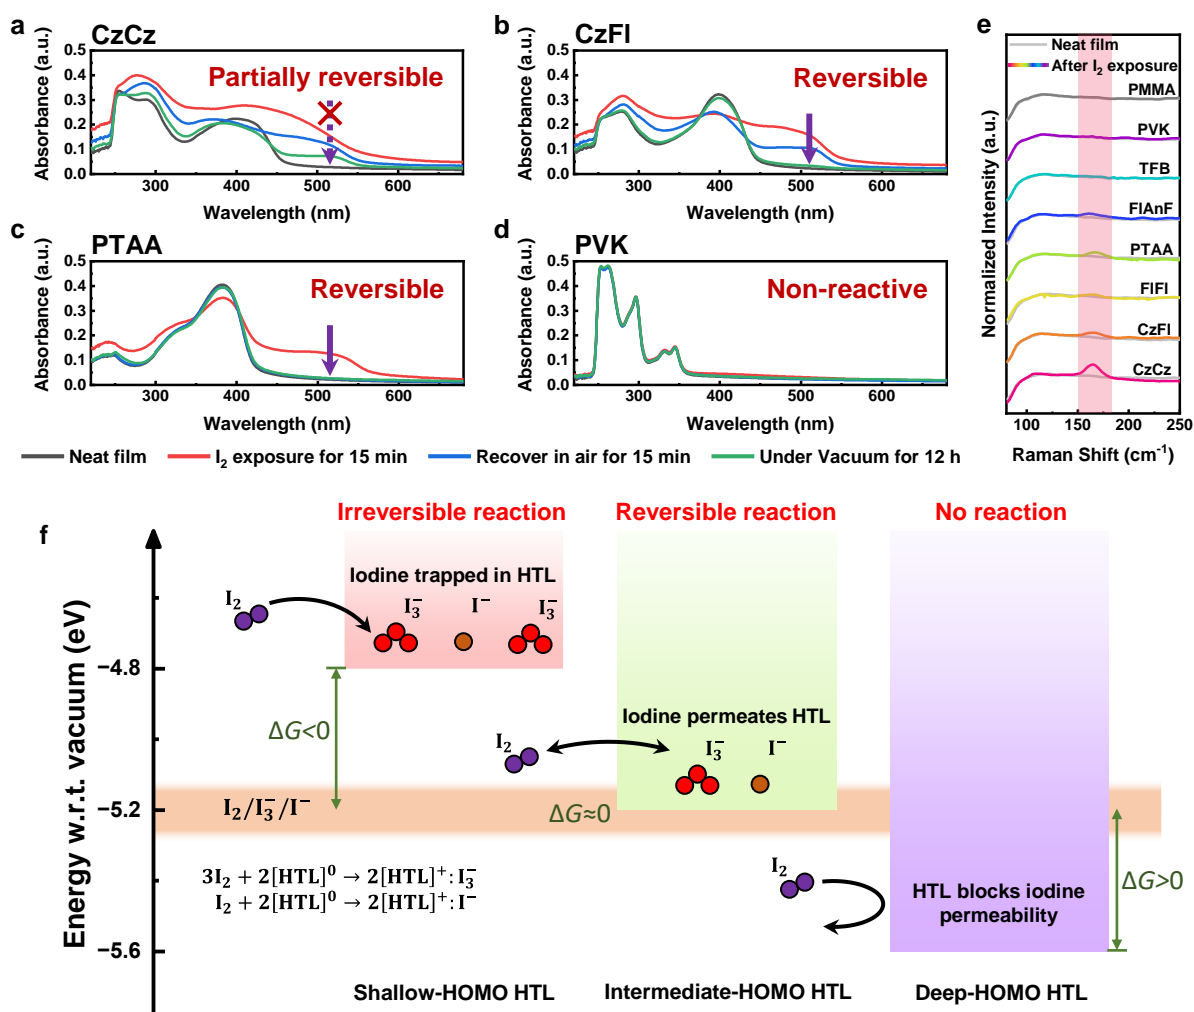 a
CzCz
Absorbance (a.u.)
0.5
0.4
0.3
0.2
0.1
0.0
Partially reversible
300
400
500
600
Wavelength (nm)
b
CzFl
Absorbance (a.u.)
0.5
0.4
0.3
0.2
0.1
0.0
Reversible
300
400
500
600
Wavelength (nm)
c
PTAA
Absorbance (a.u.)
0.5
0.4
0.3
0.2
0.1
0.0
Reversible
300
400
500
600
Wavelength (nm)
d
PVK
Absorbance (a.u.)
0.5
0.4
0.3
0.2
0.1
0.0
Non-reactive
300
400
500
600
Wavelength (nm)
Neat film
I₂ exposure for 15 min
Recover in air for 15 min
Under Vacuum for 12 h
e
Neat film
After I₂ exposure
Normalized Intensity (a.u.)
PMMA
PVK
TFB
FlAnF
PTAA
FlFl
CzFl
CzCz
100
150
200
250
Raman Shift (cm⁻¹)
f
Irreversible reaction
Reversible reaction
No reaction
Energy w.r.t. vacuum (eV)
−4.8
−5.2
−5.6
Iodine trapped in HTL
I₂
I₃⁻
I⁻
I₃⁻
ΔG<0
Iodine permeates HTL
I₂
I₃⁻
I⁻
I₂/I₃⁻/I⁻
ΔG≈0
3I₂ + 2[HTL]⁰ → 2[HTL]⁺: I₃⁻
I₂ + 2[HTL]⁰ → 2[HTL]⁺: I⁻
I₂
HTL blocks iodine
permeability
ΔG>0
Shallow-HOMO HTL
Intermediate-HOMO HTL
Deep-HOMO HTL